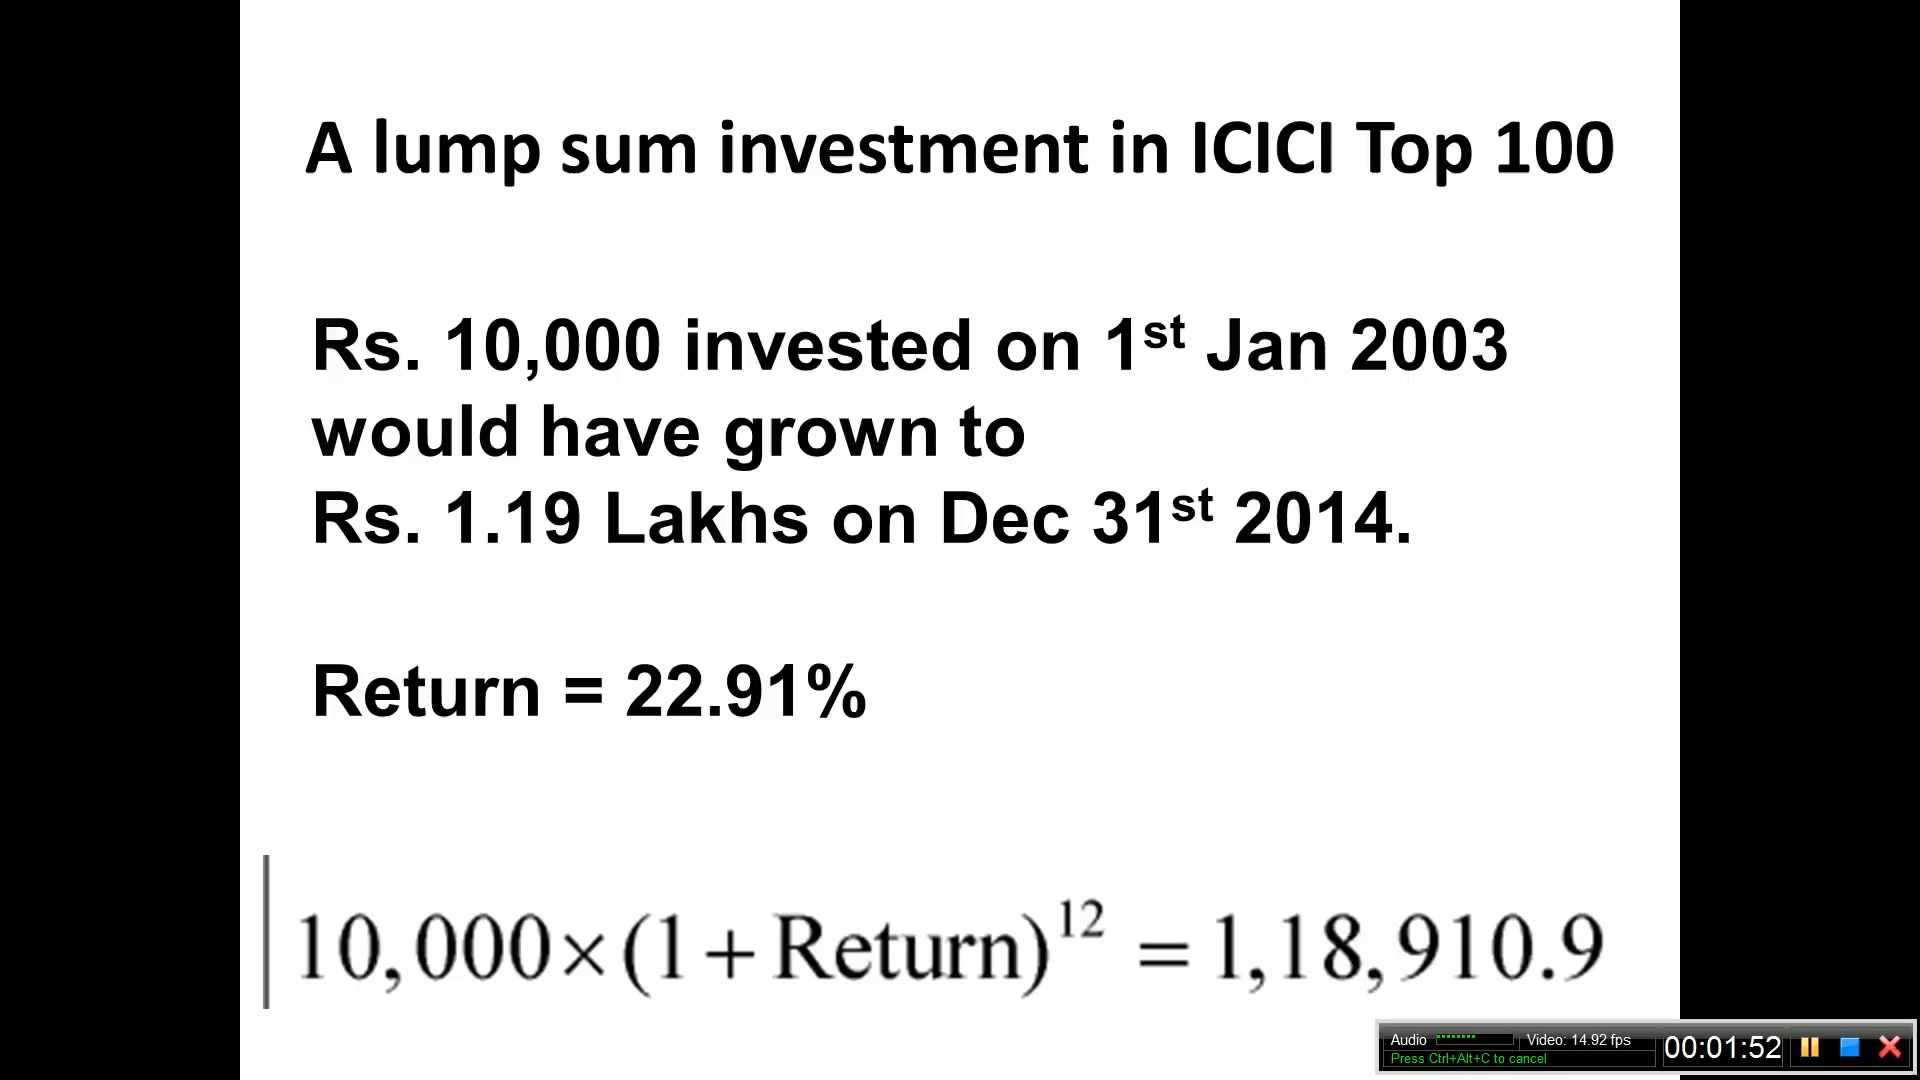 A lump sum investment in ICICI Top 100
Rs. 10,000 invested on 1st Jan 2003
would have grown to
Rs. 1.19 Lakhs on Dec 31st 2014.
Return = 22.91%
10,000×(1+Return)^12 = 1,18,910.9
Audio Video: 14.92 fps 00:01:52
Press Ctrl+Alt+C to cancel